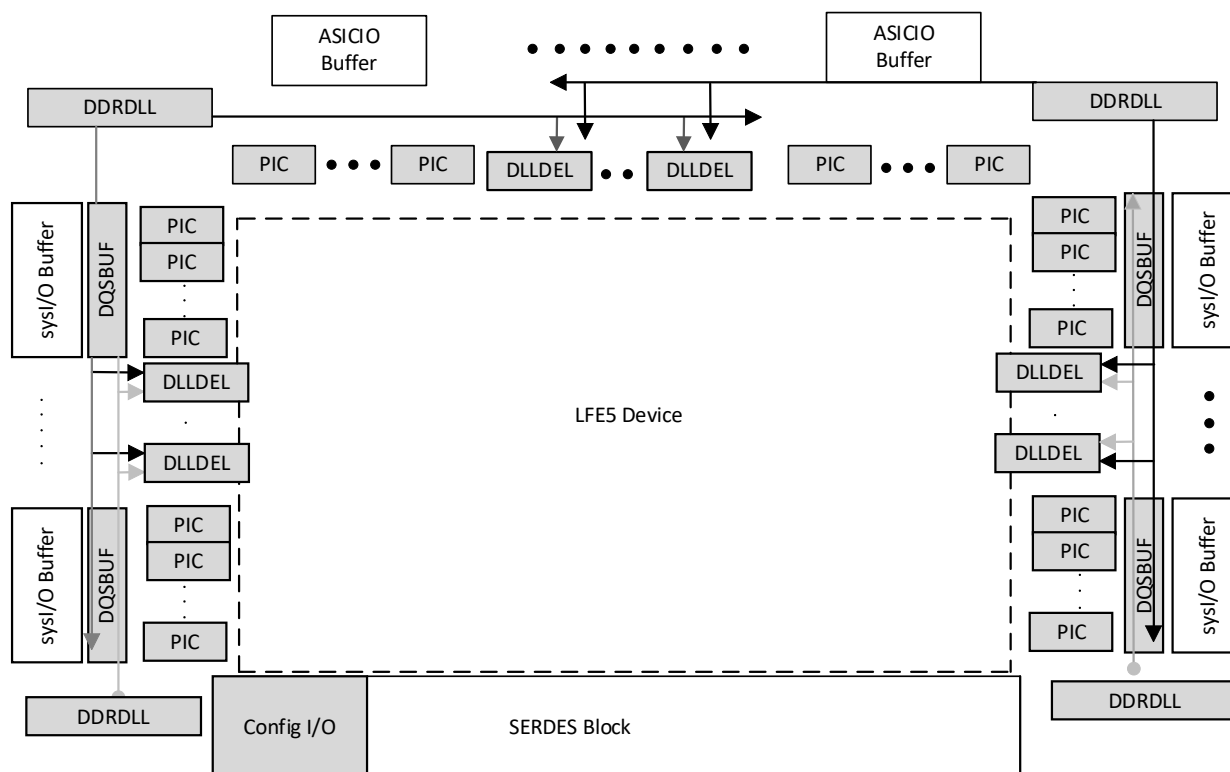 ASICIO
Buffer
ASICIO
Buffer
DDRDLL
DDRDLL
PIC
PIC
DLLDEL
DLLDEL
PIC
PIC
sysI/O Buffer
DQSBUF
PIC
PIC
PIC
DLLDEL
DLLDEL
sysI/O Buffer
DQSBUF
PIC
PIC
PIC
DDRDLL
LFE5 Device
PIC
PIC
PIC
DQSBUF
sysI/O Buffer
DLLDEL
DLLDEL
PIC
PIC
PIC
DQSBUF
sysI/O Buffer
DDRDLL
Config I/O
SERDES Block